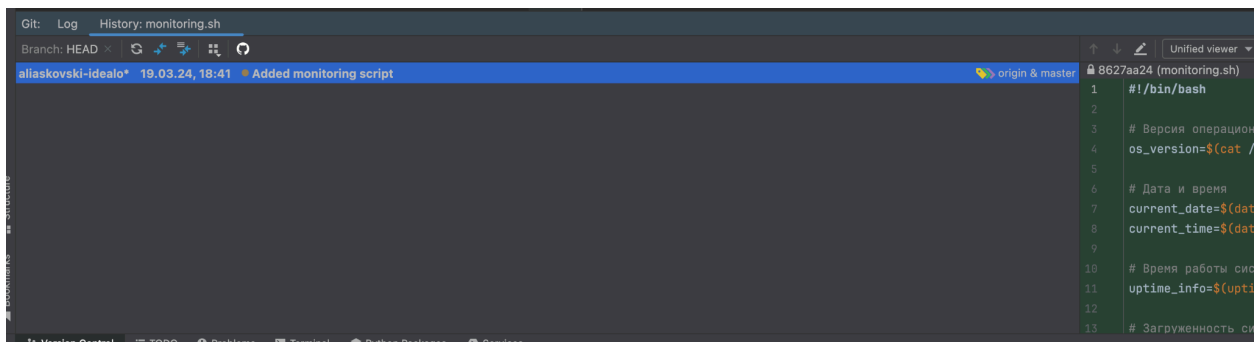 Git: Log History: monitoring.sh
Branch: HEAD
Unified viewer
aliaskovski-idealo* 19.03.24, 18:41 Added monitoring script origin & master
8627aa24 (monitoring.sh)
1 #!/bin/bash
2
3 # Версия операцион
4 os_version=$(cat /
5
6 # Дата и время
7 current_date=$(dat
8 current_time=$(dat
9
10 # Время работы сис
11 uptime_info=$(upti
12
13 # Загруженность си
Structure
Bookmarks
Version Control TODO Problems Terminal Python Packages Services